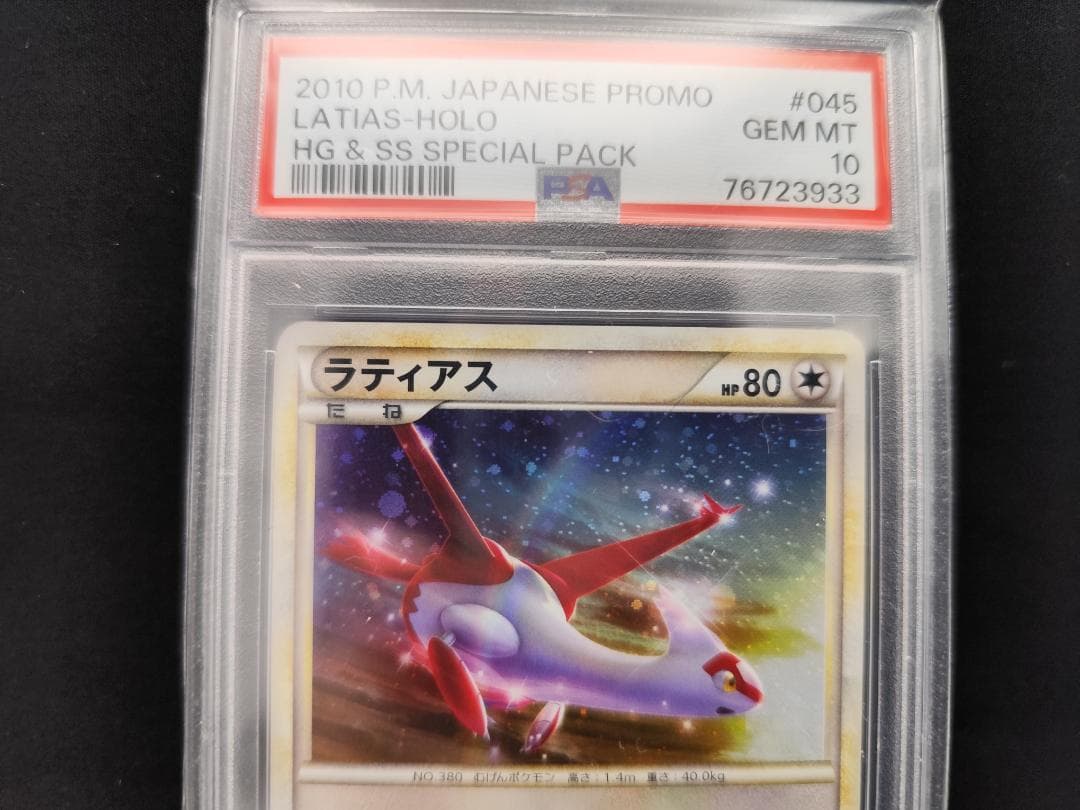 2010 P.M. JAPANESE PROMO #045
LATIAS-HOLO GEM MT
HG & SS SPECIAL PACK 10
PSA 76723933
ラティアス HP 80
たね
NO.380 むげんポケモン 高さ:1.4m 重さ:40.0kg